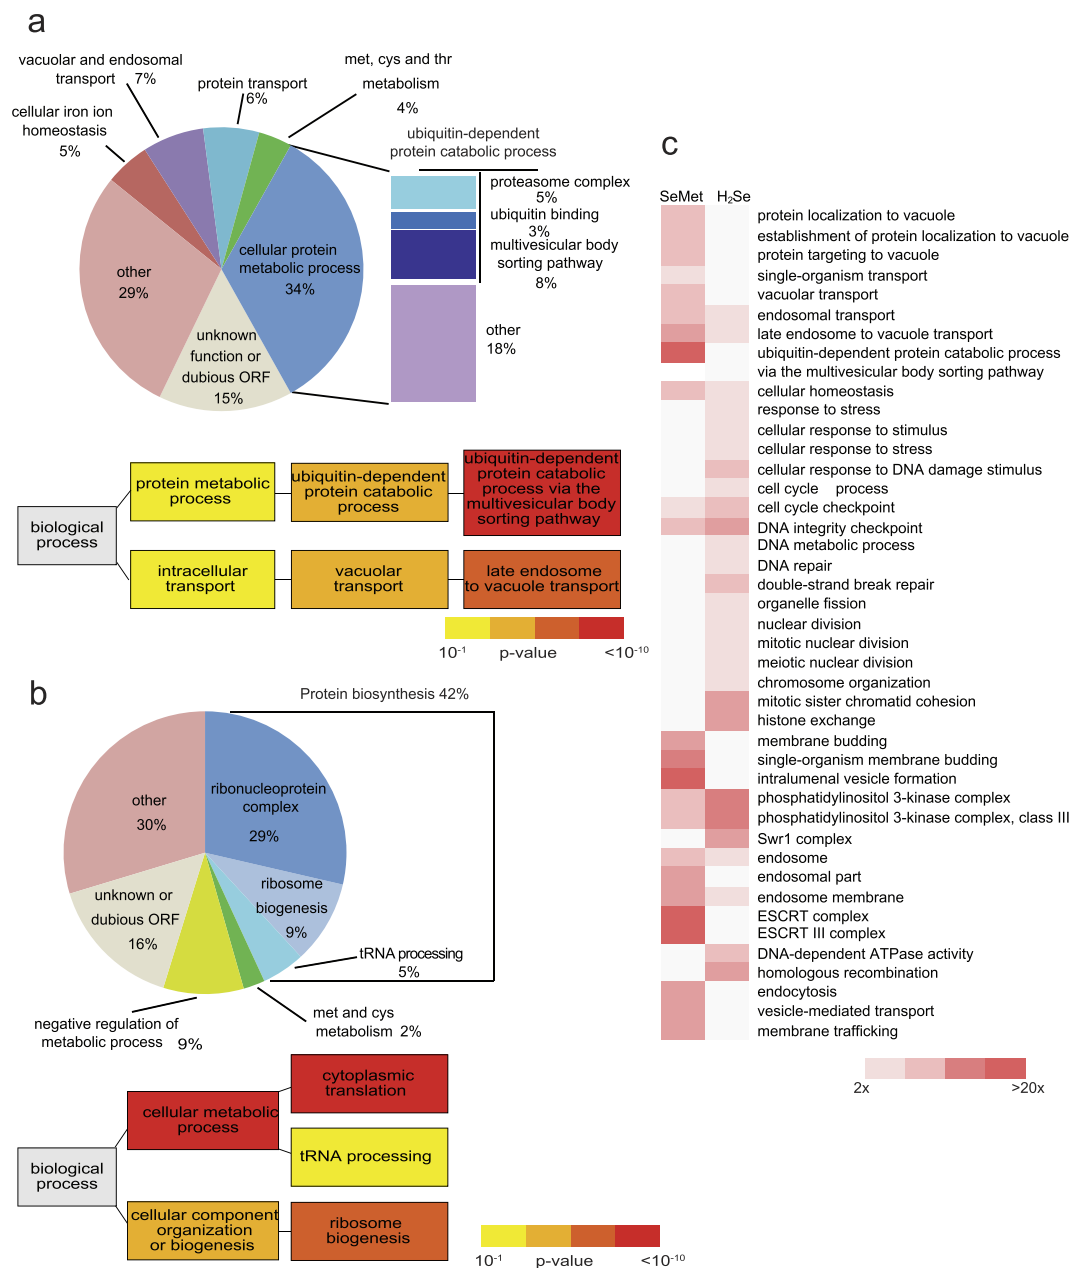 a
vacuolar and endosomal
transport 7%
protein transport
6%
met, cys and thr
metabolism
4%
cellular iron ion
homeostasis
5%
ubiquitin-dependent
protein catabolic process
proteasome complex
5%
ubiquitin binding
3%
multivesicular body
sorting pathway
8%
other
18%
cellular protein
metabolic process
34%
other
29%
unknown
function or
dubious ORF
15%
biological
process
protein metabolic
process
ubiquitin-dependent
protein catabolic
process
ubiquitin-dependent
protein catabolic
process via the
multivesicular body
sorting pathway
intracellular
transport
vacuolar
transport
late endosome
to vacuole transport
10⁻¹ p-value <10⁻¹⁰
b
Protein biosynthesis 42%
ribonucleoprotein
complex
29%
other
30%
ribosome
biogenesis
9%
unknown or
dubious ORF
16%
tRNA processing
5%
met and cys
metabolism 2%
negative regulation of
metabolic process 9%
biological
process
cellular metabolic
process
cytoplasmic
translation
tRNA processing
cellular component
organization
or biogenesis
ribosome
biogenesis
10⁻¹ p-value <10⁻¹⁰
c
SeMet H₂Se
protein localization to vacuole
establishment of protein localization to vacuole
protein targeting to vacuole
single-organism transport
vacuolar transport
endosomal transport
late endosome to vacuole transport
ubiquitin-dependent protein catabolic process
via the multivesicular body sorting pathway
cellular homeostasis
response to stress
cellular response to stimulus
cellular response to stress
cellular response to DNA damage stimulus
cell cycle process
cell cycle checkpoint
DNA integrity checkpoint
DNA metabolic process
DNA repair
double-strand break repair
organelle fission
nuclear division
mitotic nuclear division
meiotic nuclear division
chromosome organization
mitotic sister chromatid cohesion
histone exchange
membrane budding
single-organism membrane budding
intralumenal vesicle formation
phosphatidylinositol 3-kinase complex
phosphatidylinositol 3-kinase complex, class III
Swr1 complex
endosome
endosomal part
endosome membrane
ESCRT complex
ESCRT III complex
DNA-dependent ATPase activity
homologous recombination
endocytosis
vesicle-mediated transport
membrane trafficking
2x >20x